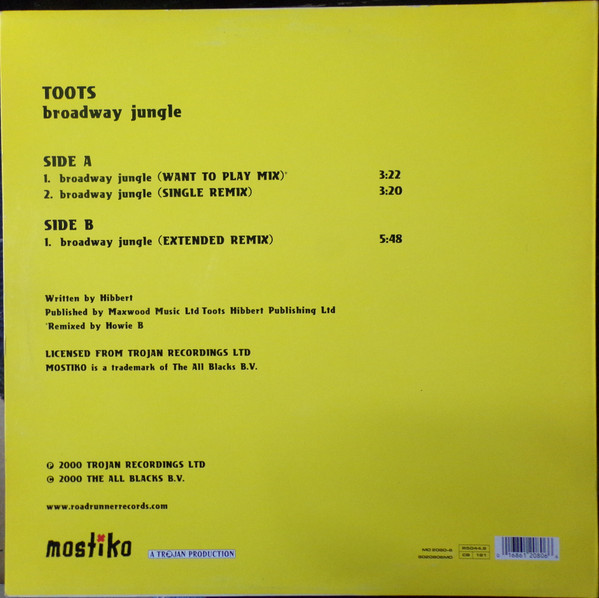 TOOTS
broadway jungle
SIDE A
1. broadway jungle (WANT TO PLAY MIX)* 3:22
2. broadway jungle (SINGLE REMIX) 3:20
SIDE B
1. broadway jungle (EXTENDED REMIX) 5:48
Written by Hibbert
Published by Maxwood Music Ltd Toots Hibbert Publishing Ltd
*Remixed by Howie B
LICENSED FROM TROJAN RECORDINGS LTD
MOSTIKO is a trademark of The All Blacks B.V.
℗ 2000 TROJAN RECORDINGS LTD
© 2000 THE ALL BLACKS B.V.
www.roadrunnerrecords.com
mostiko
A TROJAN PRODUCTION